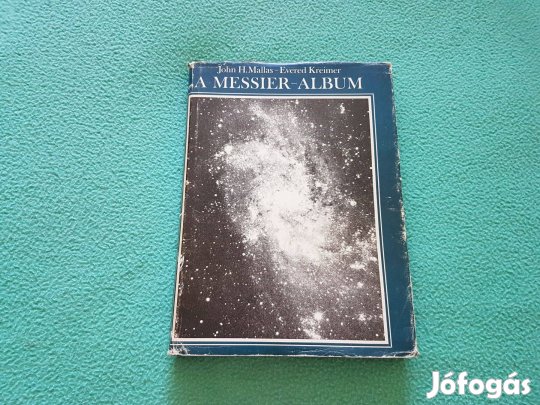 John H. Mallas–Evered Kreimer
A MESSIER–ALBUM
Jófogás